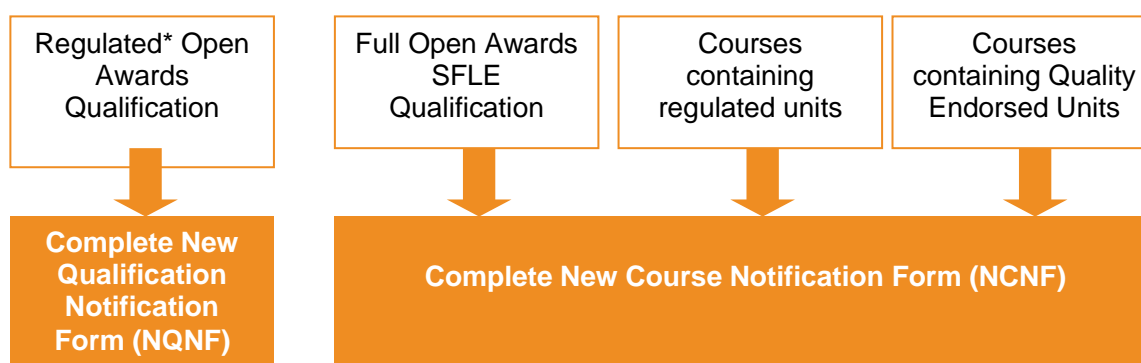 Regulated* Open
Awards
Qualification
Full Open Awards
SFLE
Qualification
Courses
containing
regulated units
Courses
containing Quality
Endorsed Units
Complete New
Qualification
Notification
Form (NQNF)
Complete New Course Notification Form (NCNF)